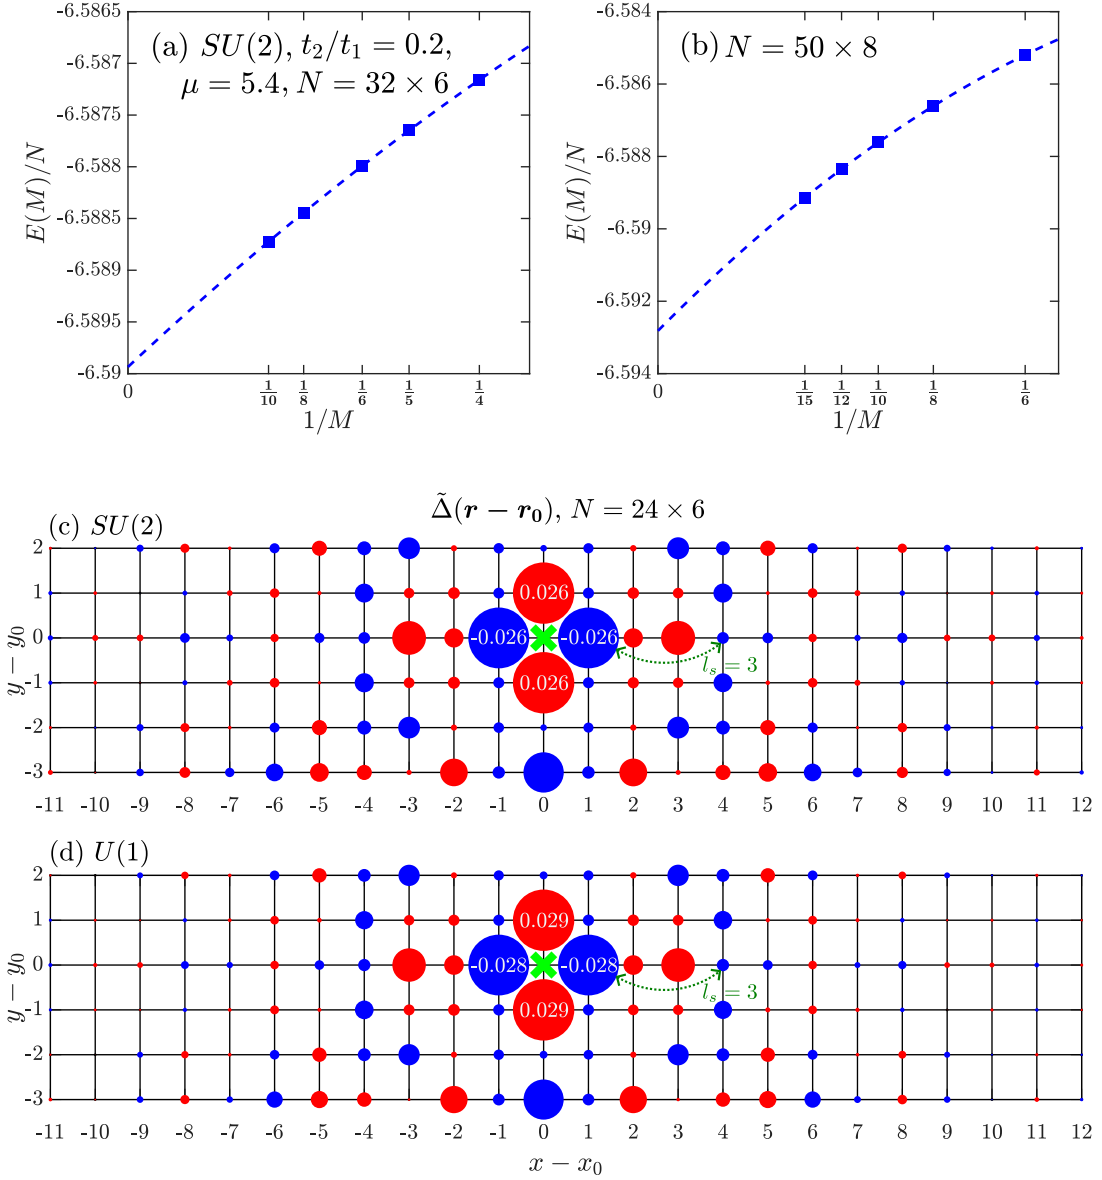 (a) SU(2), t₂/t₁ = 0.2,
μ = 5.4, N = 32 × 6
-6.5865
-6.587
-6.5875
-6.588
-6.5885
-6.589
-6.5895
-6.59
E(M)/N
0 1/10 1/8 1/6 1/5 1/4
1/M
(b) N = 50 × 8
-6.584
-6.586
-6.588
-6.59
-6.592
-6.594
E(M)/N
0 1/15 1/12 1/10 1/8 1/6
1/M
Δ̃(r − r₀), N = 24 × 6
(c) SU(2)
2
1
0
-1
-2
-3
y − y₀
0.026
-0.026 -0.026
0.026
lₛ = 3
-11 -10 -9 -8 -7 -6 -5 -4 -3 -2 -1 0 1 2 3 4 5 6 7 8 9 10 11 12
(d) U(1)
2
1
0
-1
-2
-3
y − y₀
0.029
-0.028 -0.028
0.029
lₛ = 3
-11 -10 -9 -8 -7 -6 -5 -4 -3 -2 -1 0 1 2 3 4 5 6 7 8 9 10 11 12
x − x₀